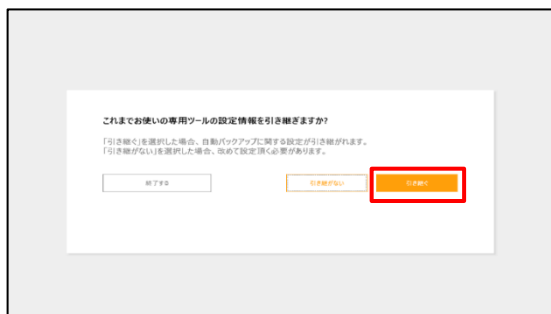 これまでお使いの専用ツールの設定情報を引き継ぎますか?
「引き継ぐ」を選択した場合、自動バックアップに関する設定が引き継がれます。
「引き継がない」を選択した場合、改めて設定頂く必要があります。
終了する
引き継がない
引き継ぐ